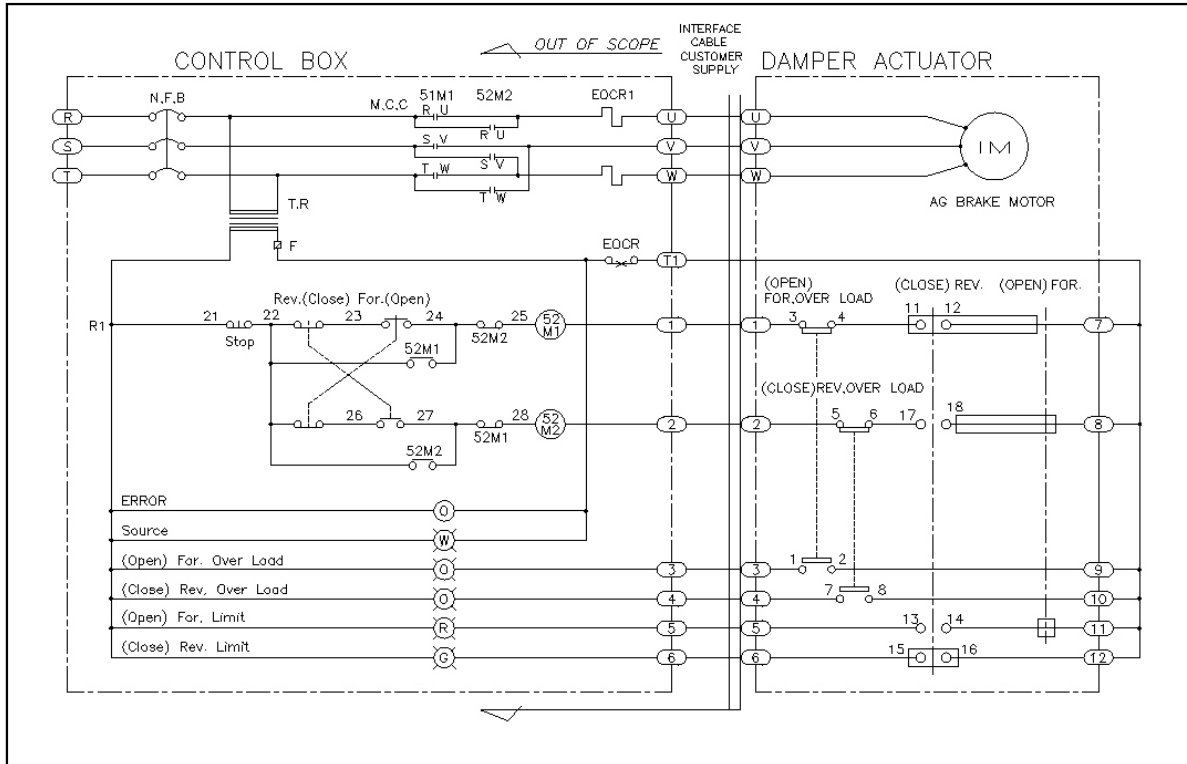 INTERFACE
CABLE
CUSTOMER
SUPPLY
OUT OF SCOPE
CONTROL BOX
DAMPER ACTUATOR
N.F.B
M.C.C
51M1
52M2
EOCR1
R U
R U
R
U
U
S V
S V
S
V
V
T W
T W
T
W
W
IM
AG BRAKE MOTOR
T.R
F
EOCR
T1
(OPEN)
FOR.OVER LOAD
(CLOSE) REV.
(OPEN) FOR.
Rev.(Close) For.(Open)
R1
21
22
23
24
25
52
M1
1
1
3
4
11
12
7
Stop
52M2
52M1
(CLOSE)REV.OVER LOAD
26
27
28
52
M2
2
2
5
6
17
18
8
52M1
52M2
ERROR
O
Source
W
(Open) For. Over Load
O
3
3
1
2
9
(Close) Rev. Over Load
O
4
4
7
8
10
(Open) For. Limit
R
5
5
13
14
11
(Close) Rev. Limit
G
6
6
15
16
12